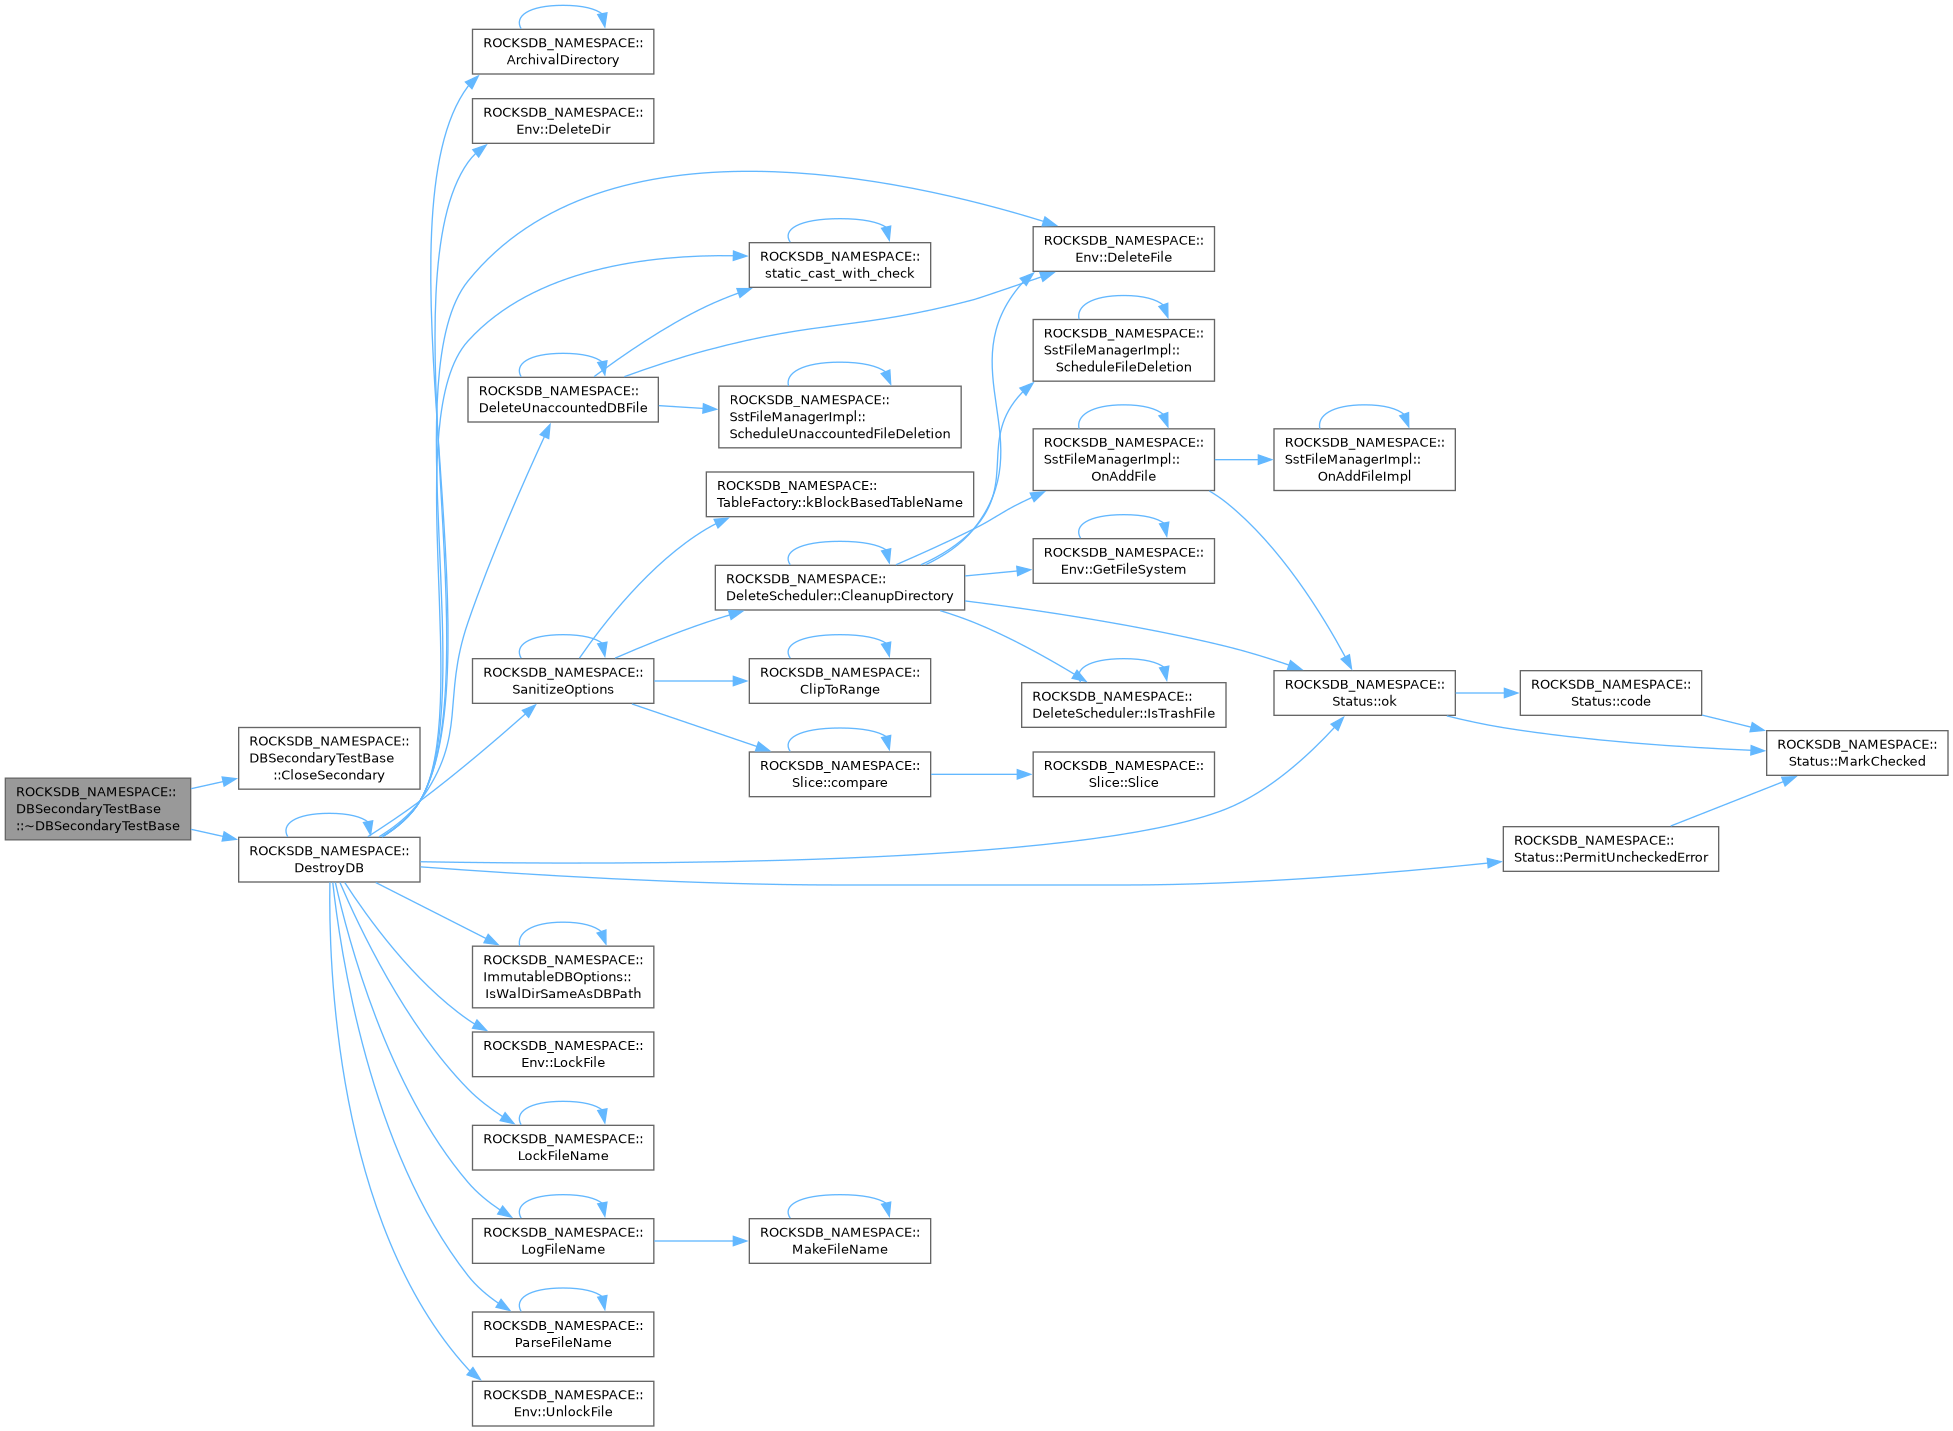 ROCKSDB_NAMESPACE::
DBSecondaryTestBase
::~DBSecondaryTestBase
ROCKSDB_NAMESPACE::
DBSecondaryTestBase
::CloseSecondary
ROCKSDB_NAMESPACE::
DestroyDB
ROCKSDB_NAMESPACE::
ArchivalDirectory
ROCKSDB_NAMESPACE::
Env::DeleteDir
ROCKSDB_NAMESPACE::
DeleteUnaccountedDBFile
ROCKSDB_NAMESPACE::
SanitizeOptions
ROCKSDB_NAMESPACE::
ImmutableDBOptions::
IsWalDirSameAsDBPath
ROCKSDB_NAMESPACE::
Env::LockFile
ROCKSDB_NAMESPACE::
LockFileName
ROCKSDB_NAMESPACE::
LogFileName
ROCKSDB_NAMESPACE::
ParseFileName
ROCKSDB_NAMESPACE::
Env::UnlockFile
ROCKSDB_NAMESPACE::
static_cast_with_check
ROCKSDB_NAMESPACE::
SstFileManagerImpl::
ScheduleUnaccountedFileDeletion
ROCKSDB_NAMESPACE::
TableFactory::kBlockBasedTableName
ROCKSDB_NAMESPACE::
DeleteScheduler::CleanupDirectory
ROCKSDB_NAMESPACE::
ClipToRange
ROCKSDB_NAMESPACE::
Slice::compare
ROCKSDB_NAMESPACE::
MakeFileName
ROCKSDB_NAMESPACE::
Env::DeleteFile
ROCKSDB_NAMESPACE::
SstFileManagerImpl::
ScheduleFileDeletion
ROCKSDB_NAMESPACE::
SstFileManagerImpl::
OnAddFile
ROCKSDB_NAMESPACE::
Env::GetFileSystem
ROCKSDB_NAMESPACE::
DeleteScheduler::IsTrashFile
ROCKSDB_NAMESPACE::
Slice::Slice
ROCKSDB_NAMESPACE::
SstFileManagerImpl::
OnAddFileImpl
ROCKSDB_NAMESPACE::
Status::ok
ROCKSDB_NAMESPACE::
Status::code
ROCKSDB_NAMESPACE::
Status::PermitUncheckedError
ROCKSDB_NAMESPACE::
Status::MarkChecked